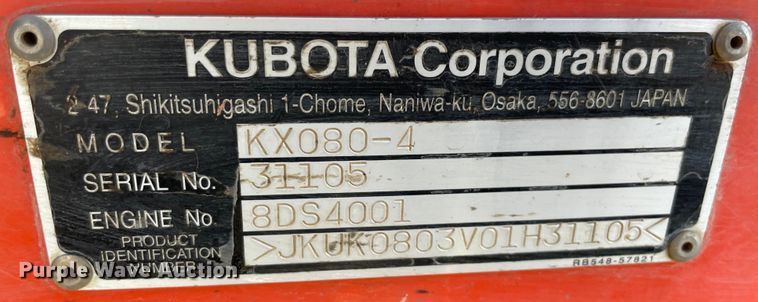 KUBOTA Corporation
2-47, Shikitsuhigashi 1-Chome, Naniwa-ku, Osaka, 556-8601 JAPAN
MODEL KX080-4
SERIAL No. 31105
ENGINE No. 8DS4001
PRODUCT
IDENTIFICATION
NUMBER >JKUK0803V01H31105<
RB548-57821
Purple Wave Auction